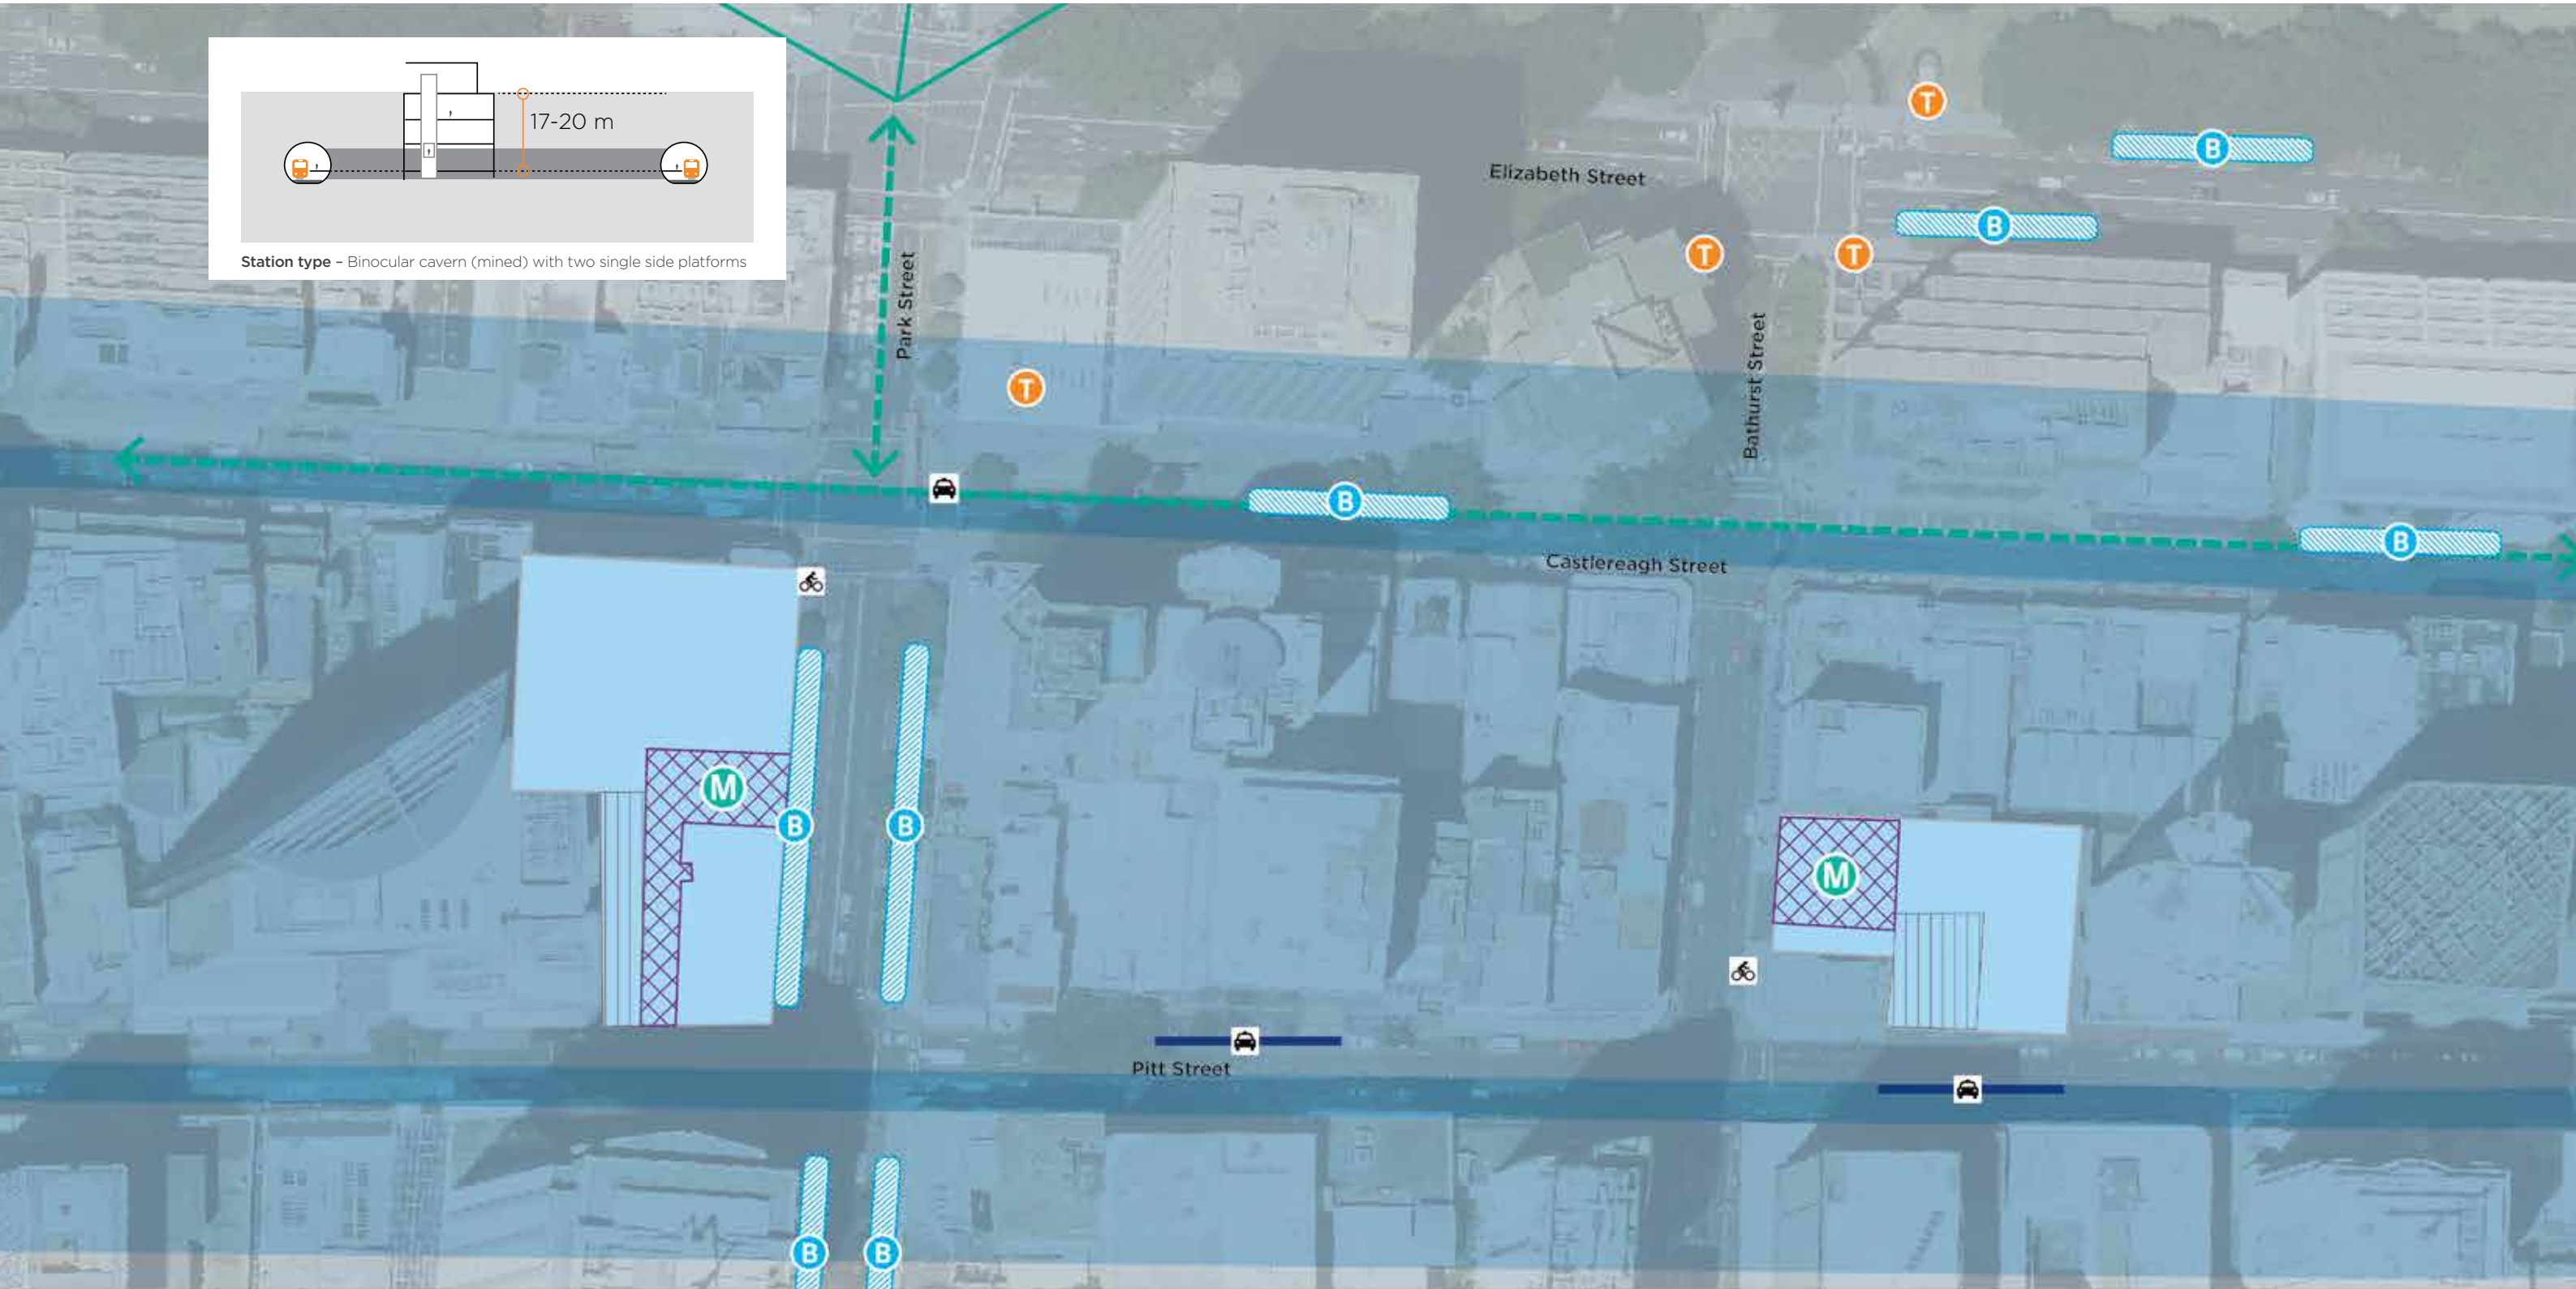 17-20 m
Station type – Binocular cavern (mined) with two single side platforms
T
B
Elizabeth Street
B
T
T
Park Street
Bathurst Street
T
B
B
Castlereagh Street
M
B
B
M
Pitt Street
B
B